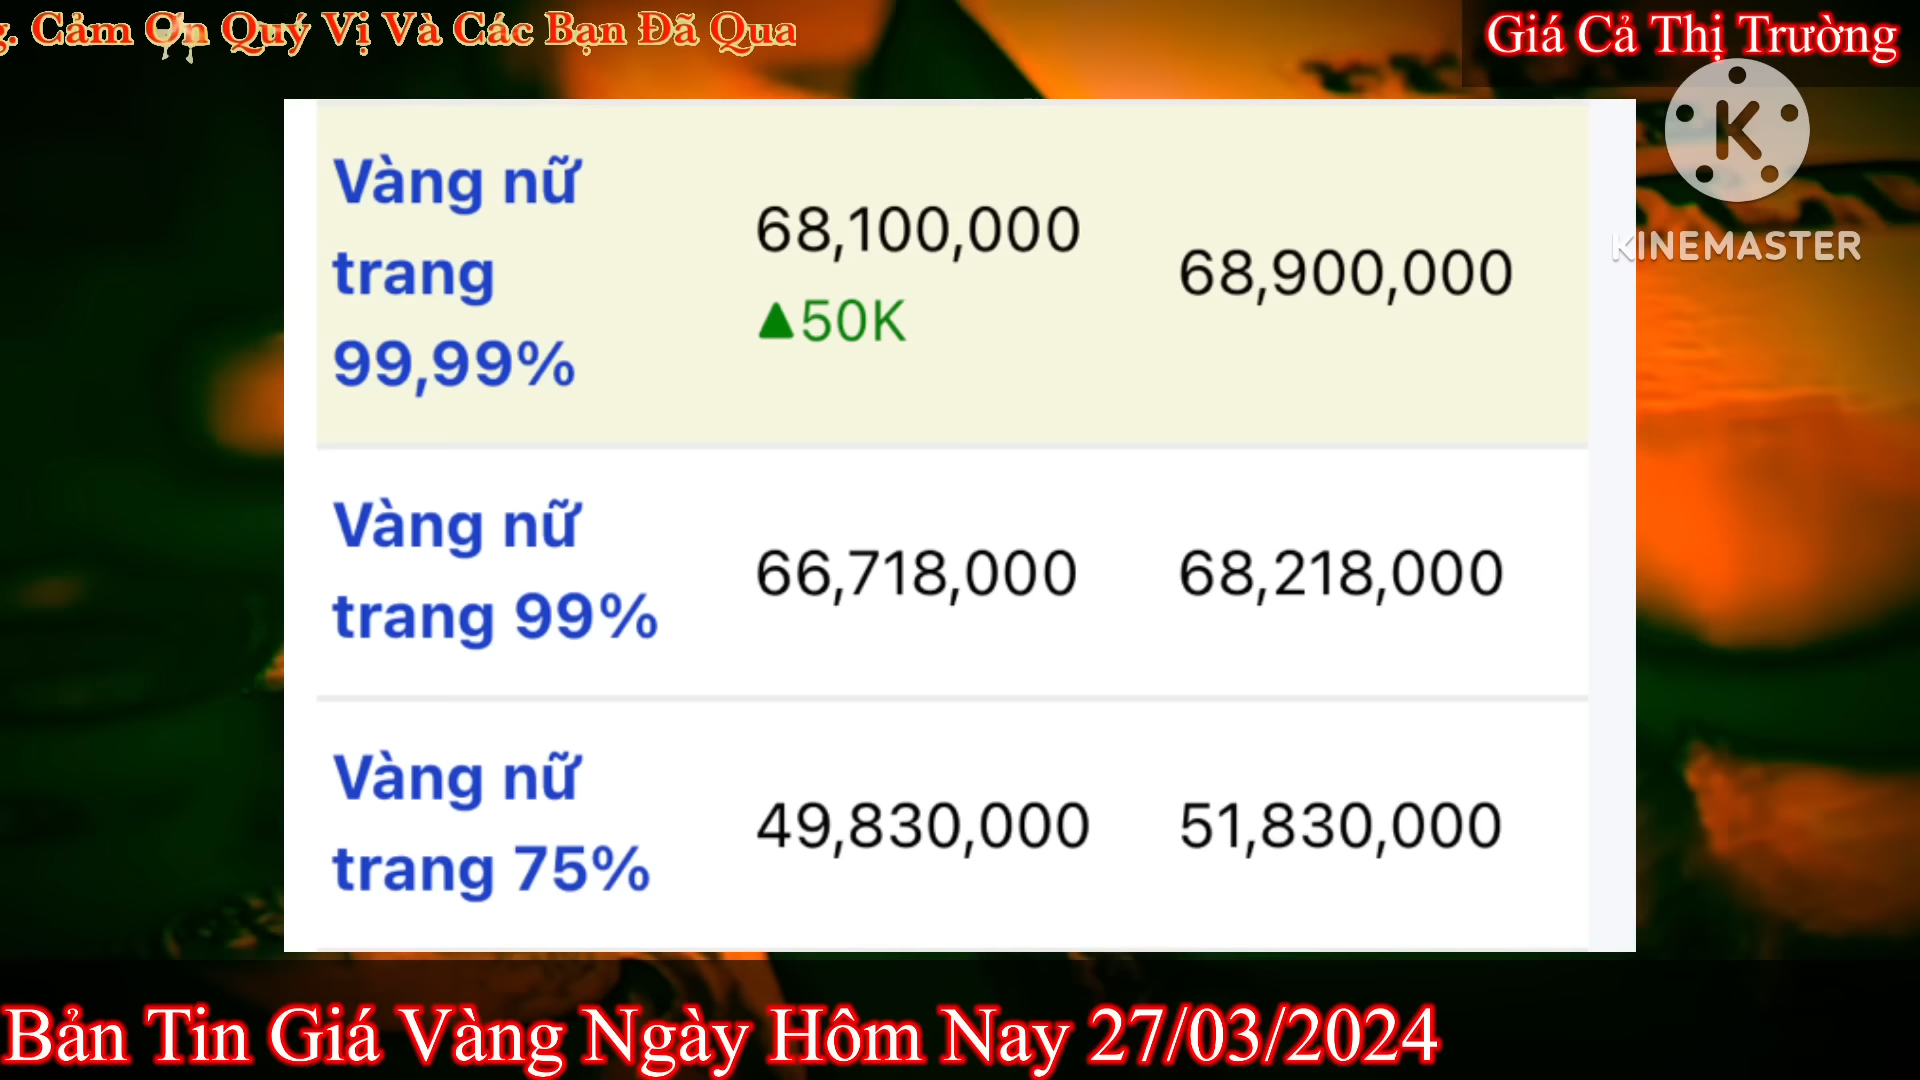 g. Cảm Ơn Quý Vị Và Các Bạn Đã Qua
Giá Cả Thị Trường
KINEMASTER
Vàng nữ
trang
99,99%
68,100,000
▲50K
68,900,000
Vàng nữ
trang 99%
66,718,000
68,218,000
Vàng nữ
trang 75%
49,830,000
51,830,000
Bản Tin Giá Vàng Ngày Hôm Nay 27/03/2024